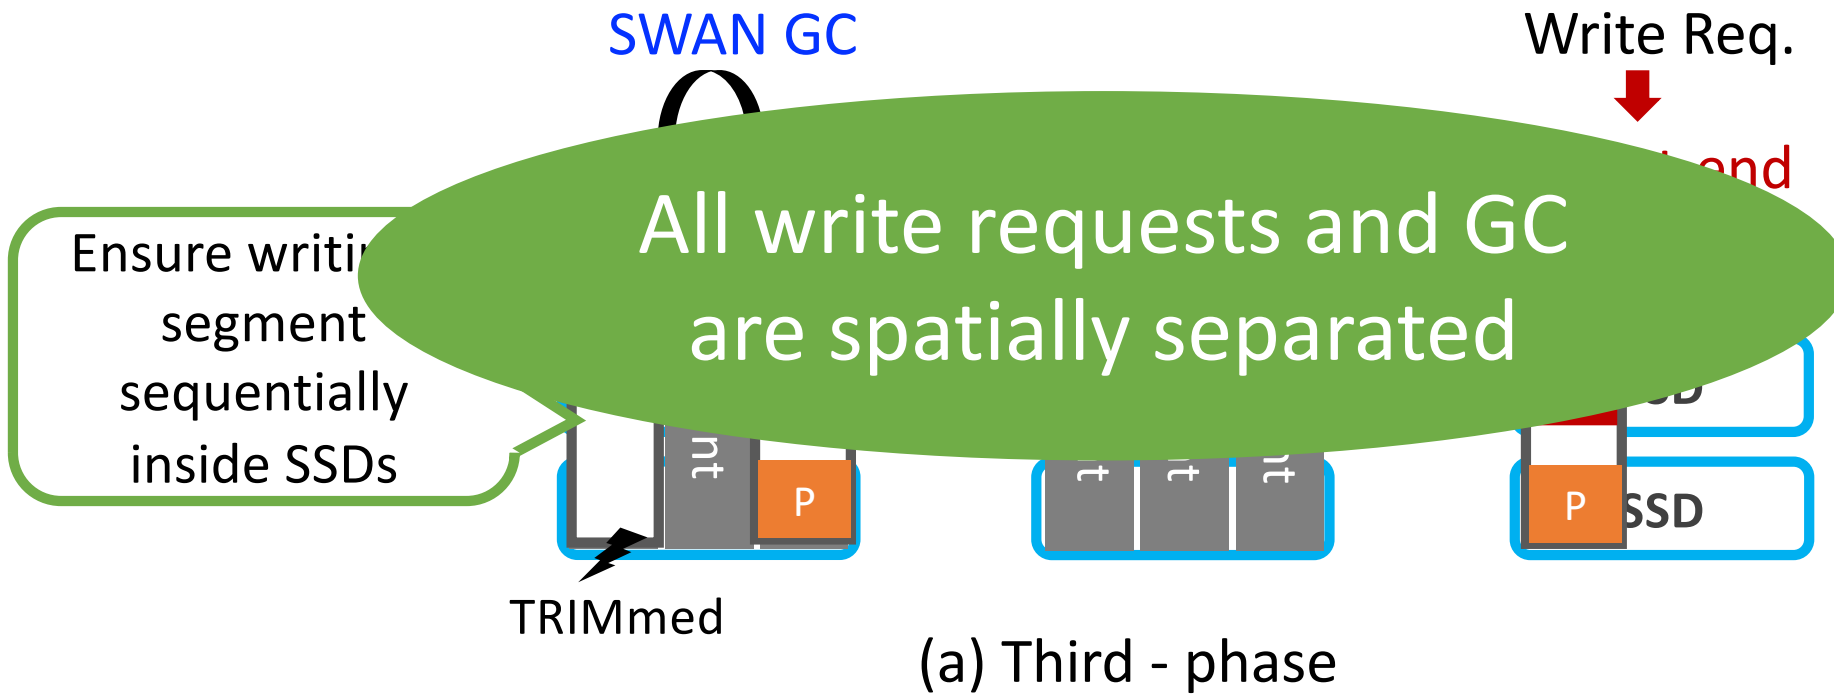 SWAN GC
Write Req.
All write requests and GC
are spatially separated
segment
sequentially
inside SSDs
Ensure
P
P
SSD
TRIMmed
(a) Third - phase